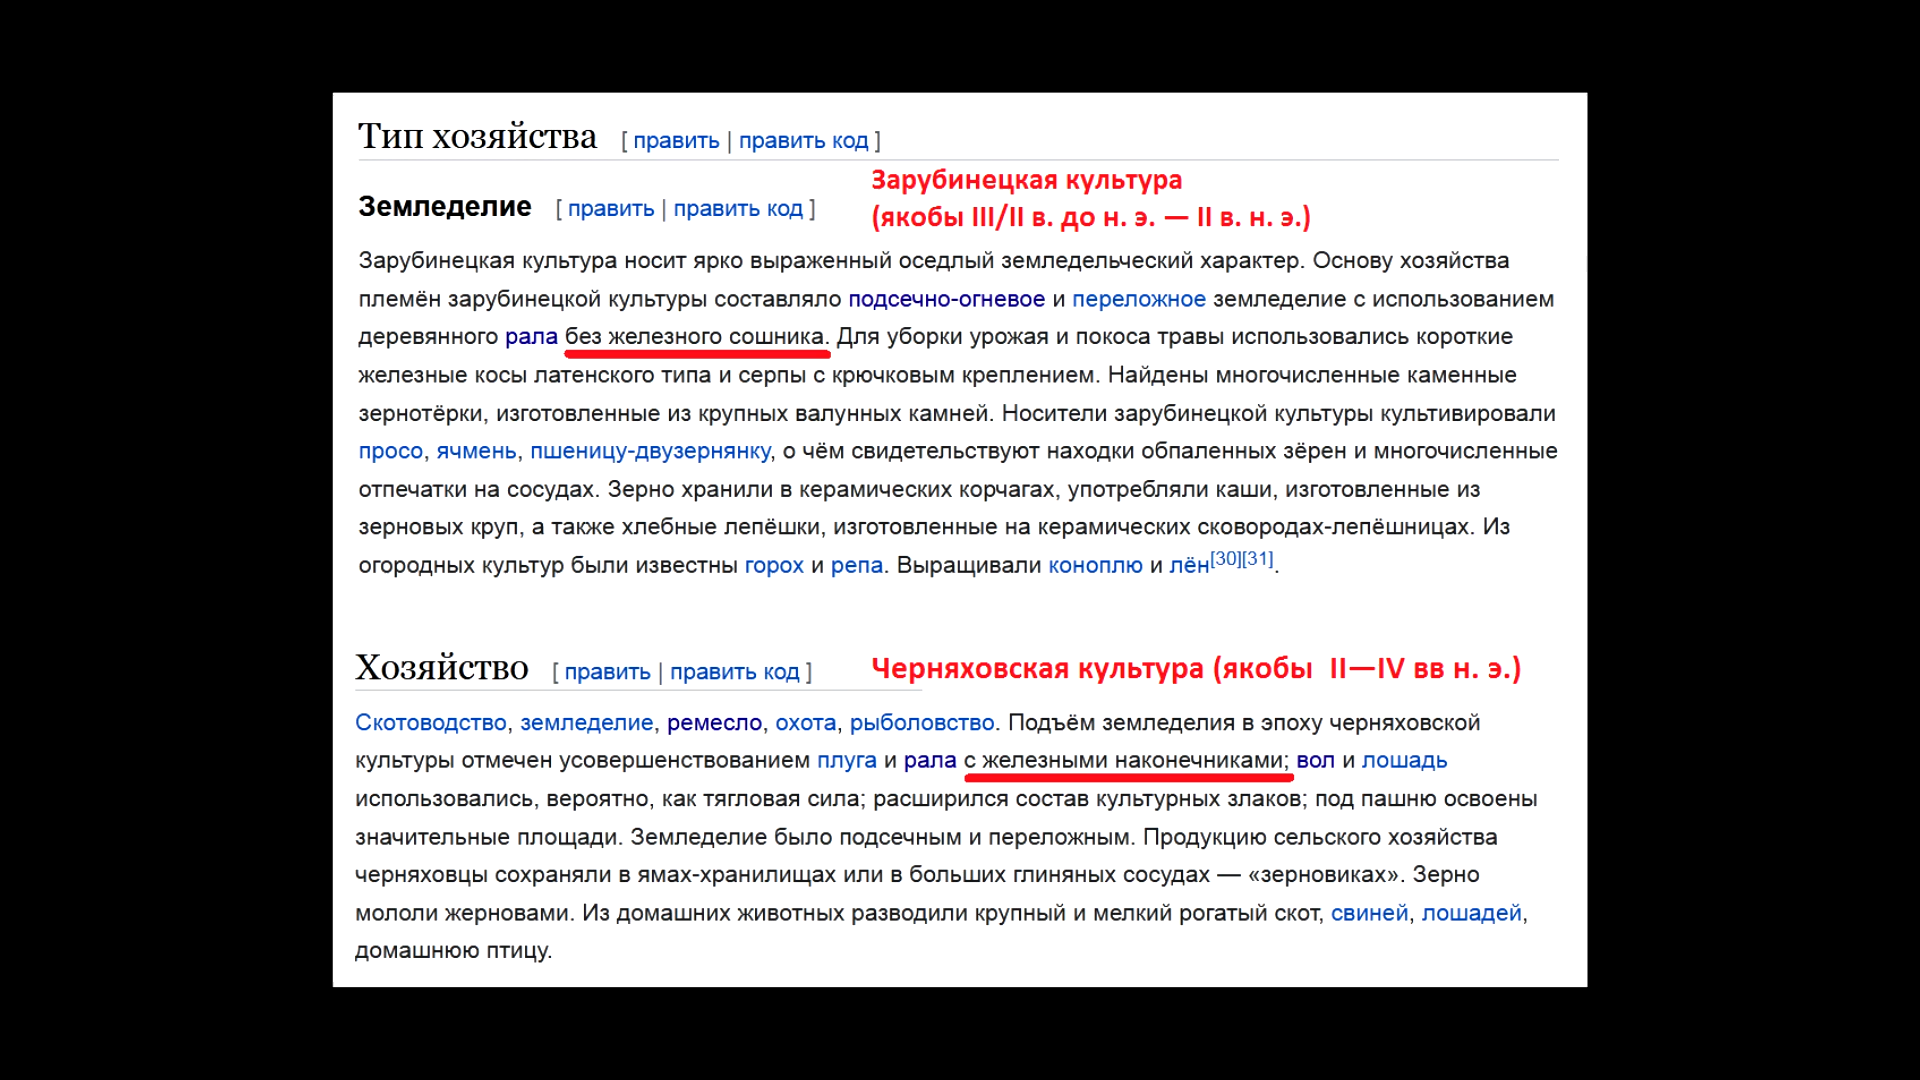 Тип хозяйства [ править | править код ]
Зарубинецкая культура
(якобы III/II в. до н. э. — II в. н. э.)
Земледелие [ править | править код ]
Зарубинецкая культура носит ярко выраженный оседлый земледельческий характер. Основу хозяйства
племён зарубинецкой культуры составляло подсечно-огневое и переложное земледелие с использованием
деревянного рала без железного сошника. Для уборки урожая и покоса травы использовались короткие
железные косы латенского типа и серпы с крючковым креплением. Найдены многочисленные каменные
зернотёрки, изготовленные из крупных валунных камней. Носители зарубинецкой культуры культивировали
просо, ячмень, пшеницу-двузернянку, о чём свидетельствуют находки обпаленных зёрен и многочисленные
отпечатки на сосудах. Зерно хранили в керамических корчагах, употребляли каши, изготовленные из
зерновых круп, а также хлебные лепёшки, изготовленные на керамических сковородах-лепёшницах. Из
огородных культур были известны горох и репа. Выращивали коноплю и лён[30][31].
Хозяйство [ править | править код ] Черняховская культура (якобы II—IV вв н. э.)
Скотоводство, земледелие, ремесло, охота, рыболовство. Подъём земледелия в эпоху черняховской
культуры отмечен усовершенствованием плуга и рала с железными наконечниками; вол и лошадь
использовались, вероятно, как тягловая сила; расширился состав культурных злаков; под пашню освоены
значительные площади. Земледелие было подсечным и переложным. Продукцию сельского хозяйства
черняховцы сохраняли в ямах-хранилищах или в больших глиняных сосудах — «зерновиках». Зерно
мололи жерновами. Из домашних животных разводили крупный и мелкий рогатый скот, свиней, лошадей,
домашнюю птицу.